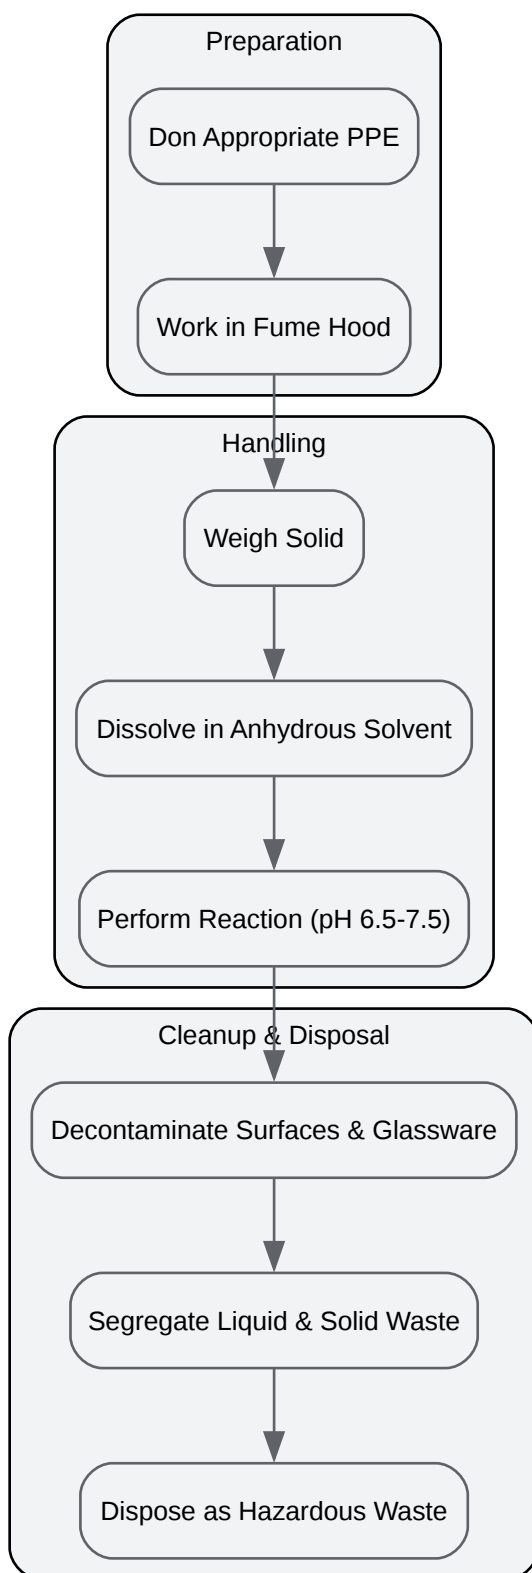 Preparation
Don Appropriate PPE
Work in Fume Hood
Handling
Weigh Solid
Dissolve in Anhydrous Solvent
Perform Reaction (pH 6.5-7.5)
Cleanup & Disposal
Decontaminate Surfaces & Glassware
Segregate Liquid & Solid Waste
Dispose as Hazardous Waste